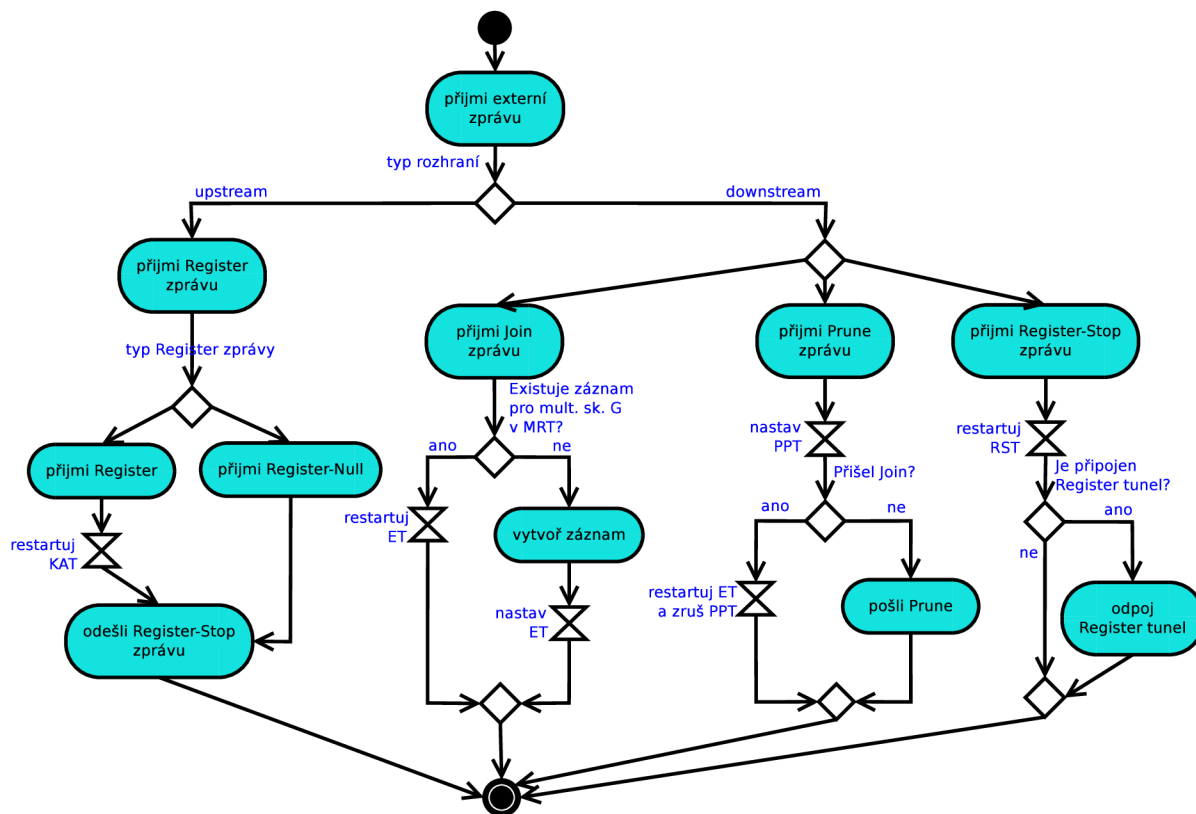 přijmi externí
zprávu
typ rozhraní
upstream
downstream
přijmi Register
zprávu
přijmi Join
zprávu
přijmi Prune
zprávu
přijmi Register-Stop
zprávu
typ Register zprávy
Existuje záznam
pro mult. sk. G
v MRT?
nastav
PPT
restartuj
RST
přijmi Register
přijmi Register-Null
ano
ne
Přišel Join?
Je připojen
Register tunel?
restartuj
ET
vytvoř záznam
ano
ne
ano
ne
restartuj
KAT
restartuj ET
a zruš PPT
pošli Prune
odpoj
Register tunel
nastav
ET
odešli Register-Stop
zprávu